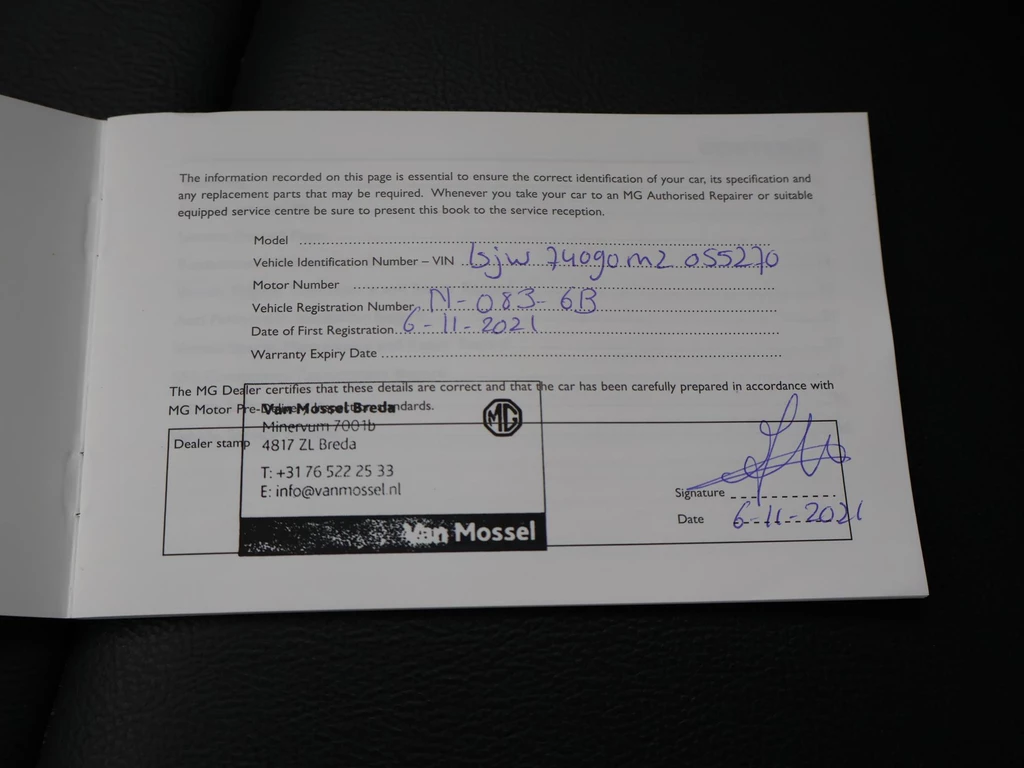 The information recorded on this page is essential to ensure the correct identification of your car, its specification and
any replacement parts that may be required. Whenever you take your car to an MG Authorised Repairer or suitable
equipped service centre be sure to present this book to the service reception.
Model
Vehicle Identification Number – VIN lsjw 7409omz 055270
Motor Number
Vehicle Registration Number N-083-6B
Date of First Registration 6-11-2021
Warranty Expiry Date
The MG Dealer certifies that these details are correct and that the car has been carefully prepared in accordance with
MG Motor Pre-Delivery standards.
Dealer stamp
Van Mossel Breda
Minervum 7001b
4817 ZL Breda
T: +31 76 522 25 33
E: info@vanmossel.nl
MG
Van Mossel
Signature
Date 6-11-2021